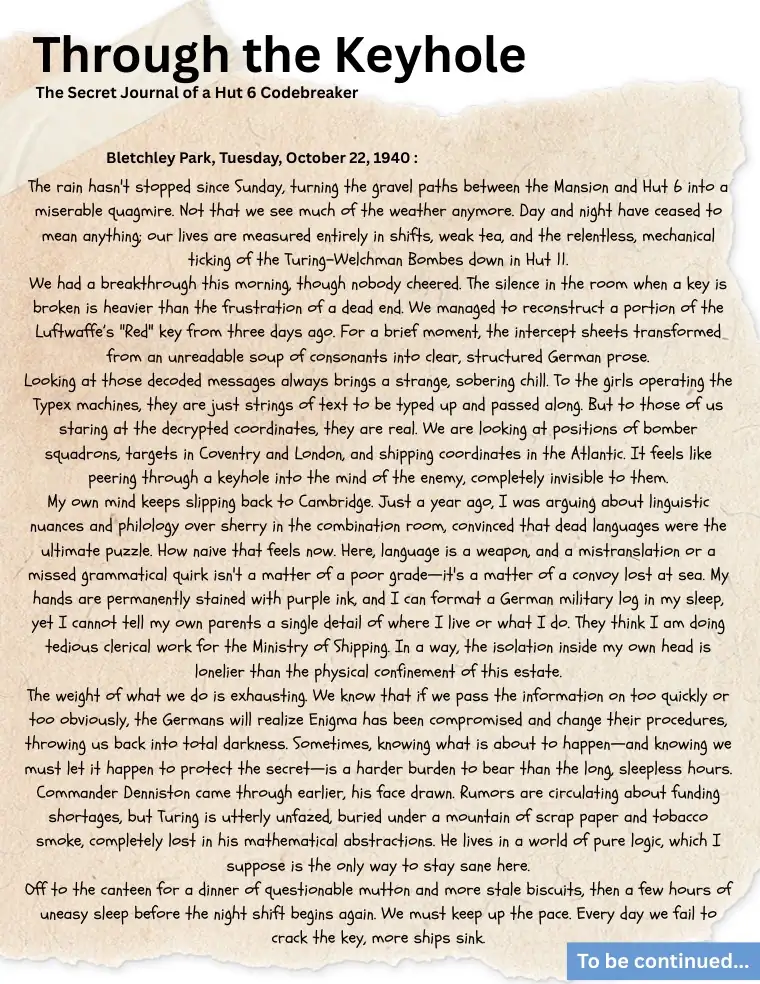 Through the Keyhole
The Secret Journal of a Hut 6 Codebreaker
Bletchley Park, Tuesday, October 22, 1940 :
The rain hasn't stopped since Sunday, turning the gravel paths between the Mansion and Hut 6 into a
miserable quagmire. Not that we see much of the weather anymore. Day and night have ceased to
mean anything; our lives are measured entirely in shifts, weak tea, and the relentless, mechanical
ticking of the Turing-Welchman Bombes down in Hut 11.
We had a breakthrough this morning, though nobody cheered. The silence in the room when a key is
broken is heavier than the frustration of a dead end. We managed to reconstruct a portion of the
Luftwaffe's "Red" key from three days ago. For a brief moment, the intercept sheets transformed
from an unreadable soup of consonants into clear, structured German prose.
Looking at those decoded messages always brings a strange, sobering chill. To the girls operating the
Typex machines, they are just strings of text to be typed up and passed along. But to those of us
staring at the decrypted coordinates, they are real. We are looking at positions of bomber
squadrons, targets in Coventry and London, and shipping coordinates in the Atlantic. It feels like
peering through a keyhole into the mind of the enemy, completely invisible to them.
My own mind keeps slipping back to Cambridge. Just a year ago, I was arguing about linguistic
nuances and philology over sherry in the combination room, convinced that dead languages were the
ultimate puzzle. How naive that feels now. Here, language is a weapon, and a mistranslation or a
missed grammatical quirk isn't a matter of a poor grade—it's a matter of a convoy lost at sea. My
hands are permanently stained with purple ink, and I can format a German military log in my sleep,
yet I cannot tell my own parents a single detail of where I live or what I do. They think I am doing
tedious clerical work for the Ministry of Shipping. In a way, the isolation inside my own head is
lonelier than the physical confinement of this estate.
The weight of what we do is exhausting. We know that if we pass the information on too quickly or
too obviously, the Germans will realize Enigma has been compromised and change their procedures,
throwing us back into total darkness. Sometimes, knowing what is about to happen—and knowing we
must let it happen to protect the secret—is a harder burden to bear than the long, sleepless hours.
Commander Denniston came through earlier, his face drawn. Rumors are circulating about funding
shortages, but Turing is utterly unfazed, buried under a mountain of scrap paper and tobacco
smoke, completely lost in his mathematical abstractions. He lives in a world of pure logic, which I
suppose is the only way to stay sane here.
Off to the canteen for a dinner of questionable mutton and more stale biscuits, then a few hours of
uneasy sleep before the night shift begins again. We must keep up the pace. Every day we fail to
crack the key, more ships sink.
To be continued...